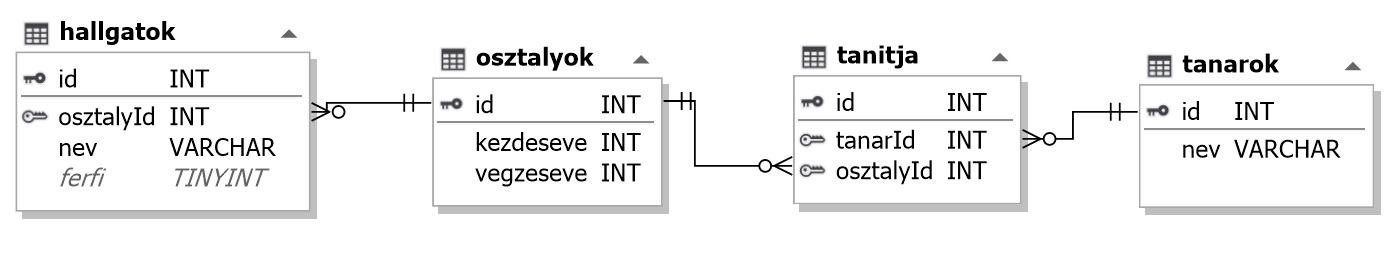 hallgatok
id INT
osztalyId INT
nev VARCHAR
ferfi TINYINT
osztalyok
id INT
kezdeseve INT
vegzeseve INT
tanitja
id INT
tanarId INT
osztalyId INT
tanarok
id INT
nev VARCHAR